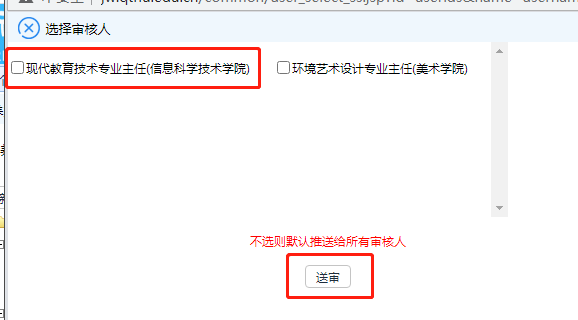 选择审核人
现代教育技术专业主任(信息科学技术学院) 环境艺术设计专业主任(美术学院)
不选则默认推送给所有审核人
送审